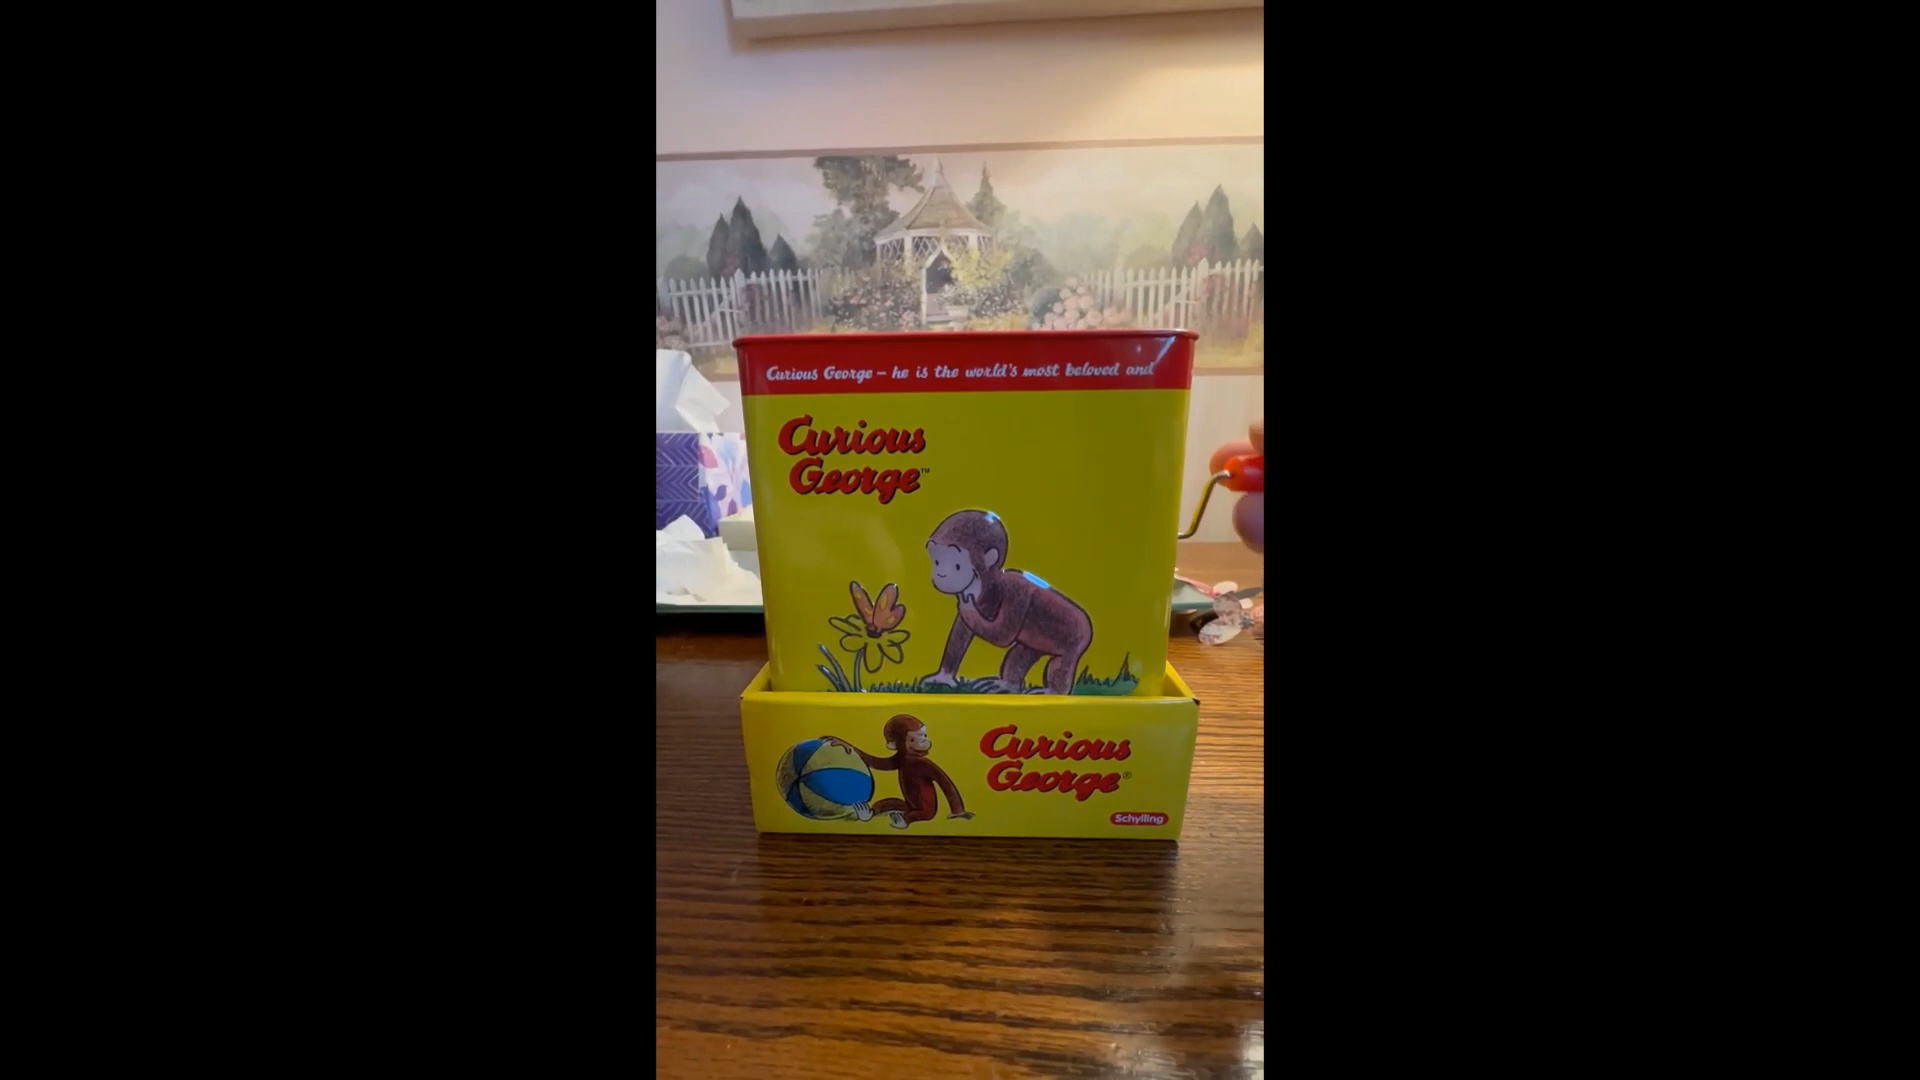 Curious George – he is the world's most beloved and
Curious
George™
Curious
George®
Schylling